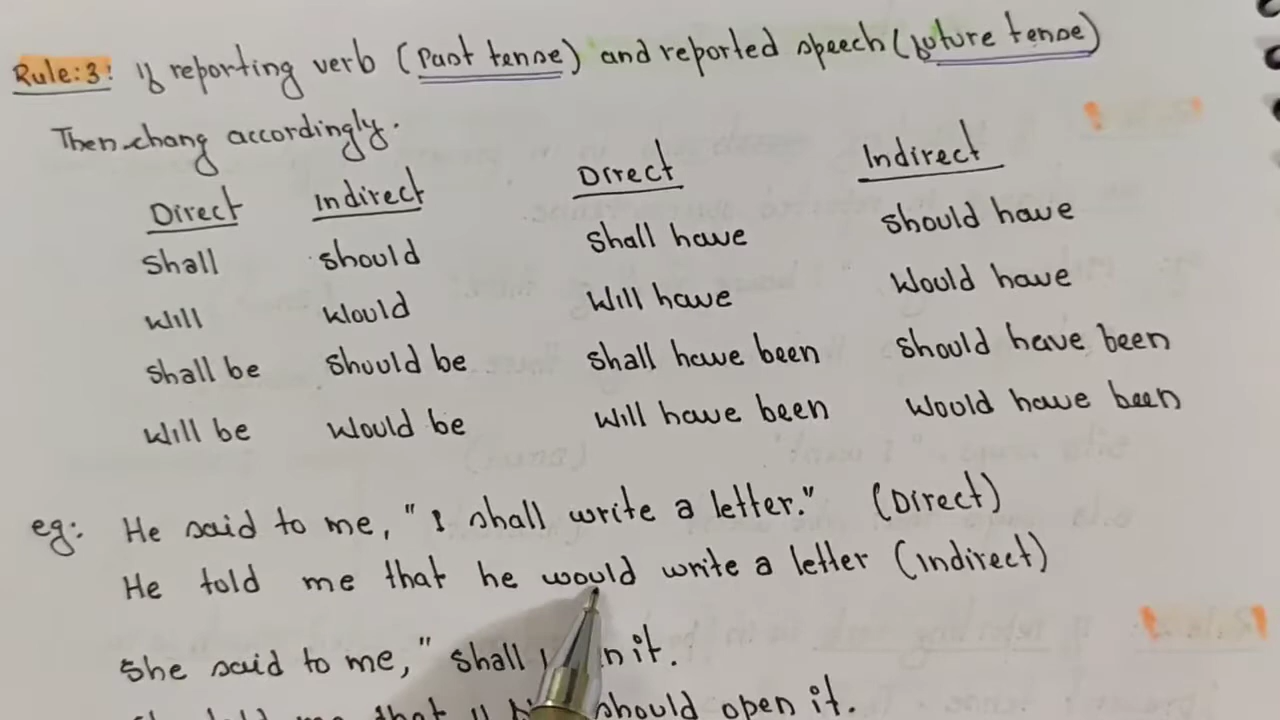 Rule:3: If reporting verb (Past tense) and reported speech (future tense)
Then chang accordingly.
Direct Indirect Direct Indirect
Shall should Shall have should have
will would Will have Would have
shall be should be shall have been should have been
will be would be will have been would have been
eg: He said to me, "I shall write a letter." (Direct)
He told me that he would write a letter (Indirect)
She said to me, "Shall it.
me that should open it.